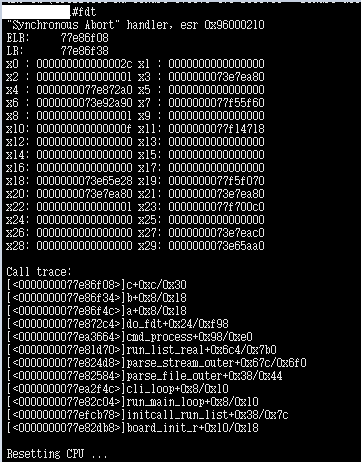 #fdt
"Synchronous Abort" handler, esr 0x96000210
ELR:     77e86f08
LR:      77e86f38
x0 : 000000000000002c x1 : 0000000000000000
x2 : 0000000000000001 x3 : 0000000073e7ea80
x4 : 0000000077e872a0 x5 : 0000000000000000
x6 : 0000000073e92a90 x7 : 0000000077f55f60
x8 : 0000000000000000 x9 : 0000000000000000
x10: 000000000000000f x11: 0000000077f14718
x12: 0000000000000000 x13: 0000000000000000
x14: 0000000000000000 x15: 0000000000000000
x16: 0000000000000000 x17: 0000000000000000
x18: 0000000073e65e28 x19: 0000000077f5f070
x20: 0000000073e7ea80 x21: 0000000073e7ea80
x22: 0000000000000001 x23: 0000000077f700c0
x24: 0000000000000000 x25: 0000000000000000
x26: 0000000000000000 x27: 0000000073e7eac0
x28: 0000000000000000 x29: 0000000073e65aa0
Call trace:
[<0000000077e86f08>]c+0xc/0x30
[<0000000077e86f34>]b+0x8/0x18
[<0000000077e86f4c>]a+0x8/0x18
[<0000000077e872c4>]do_fdt+0x24/0xf98
[<0000000077ea3664>]cmd_process+0x98/0xe0
[<0000000077e81d70>]run_list_real+0x6c4/0x7b0
[<0000000077e824d8>]parse_stream_outer+0x67c/0x6f0
[<0000000077e82584>]parse_file_outer+0x38/0x44
[<0000000077ea2f4c>]cli_loop+0x8/0x10
[<0000000077e82c04>]run_main_loop+0x8/0x10
[<0000000077efcb78>]initcall_run_list+0x38/0x7c
[<0000000077e82db8>]board_init_r+0x10/0x18
Resetting CPU ...